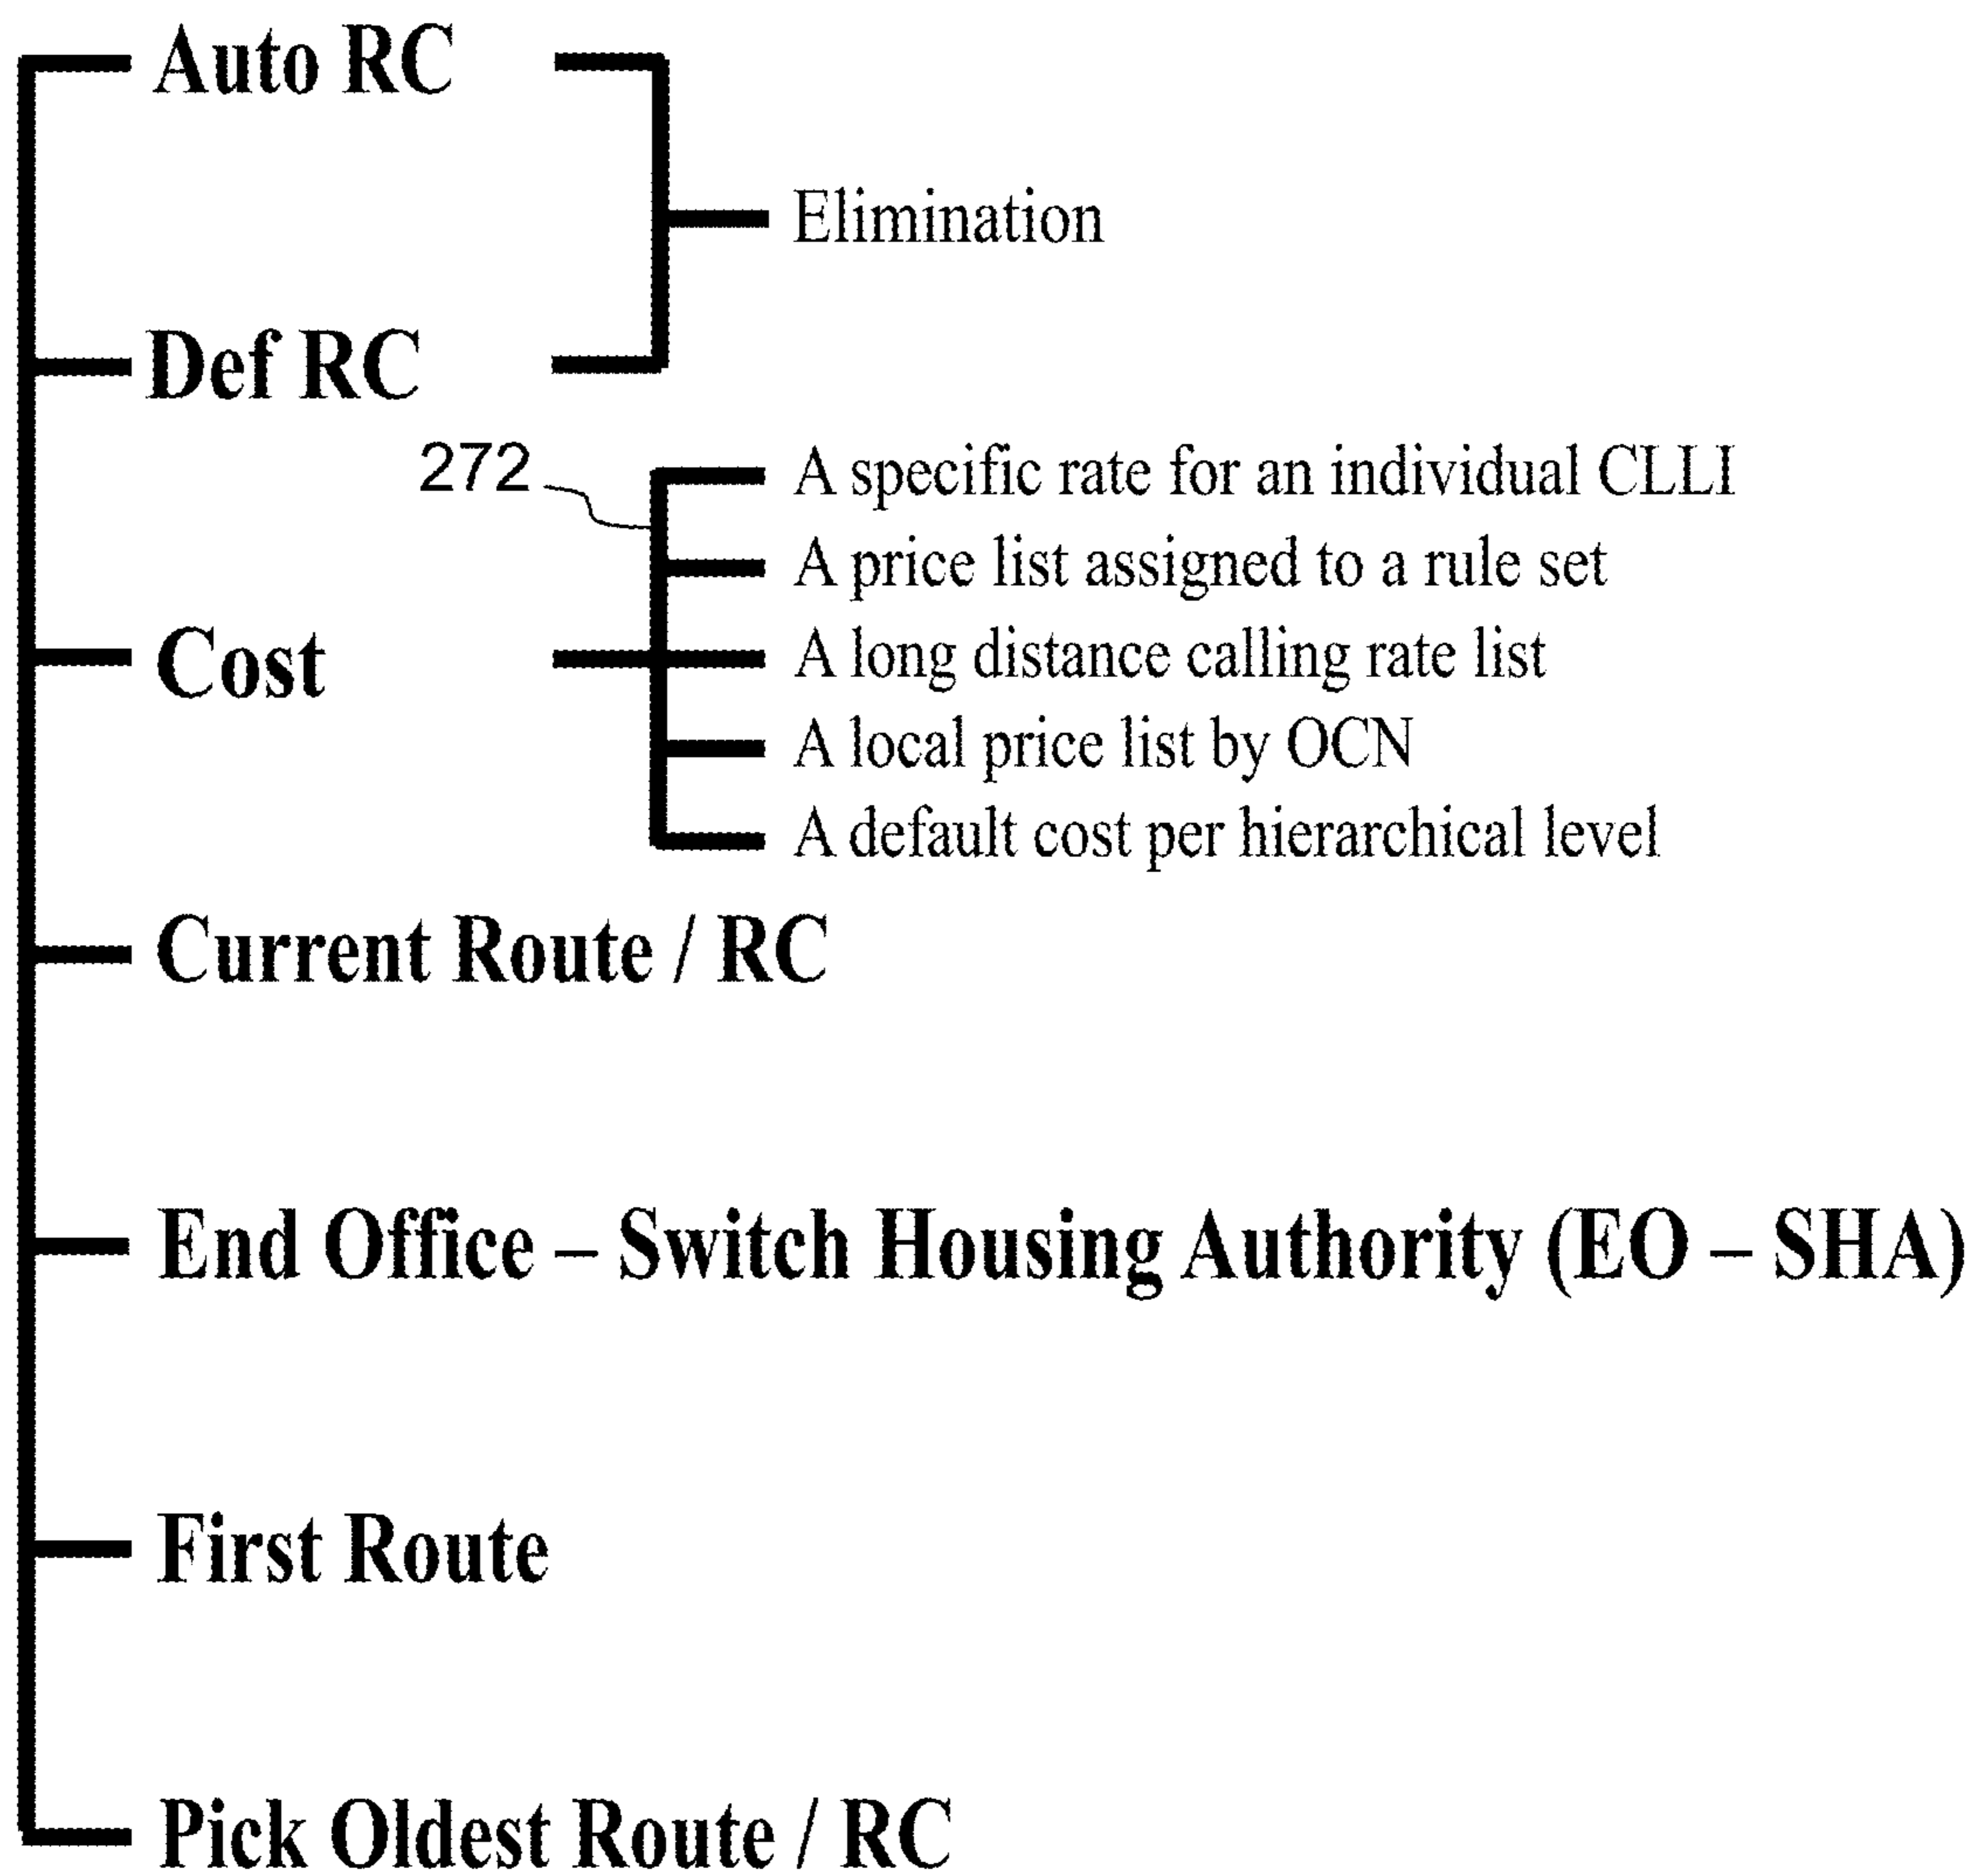 Auto RC
Elimination
Def RC
272
A specific rate for an individual CLLI
A price list assigned to a rule set
Cost
A long distance calling rate list
A local price list by OCN
A default cost per hierarchical level
Current Route / RC
End Office – Switch Housing Authority (EO – SHA)
First Route
Pick Oldest Route / RC